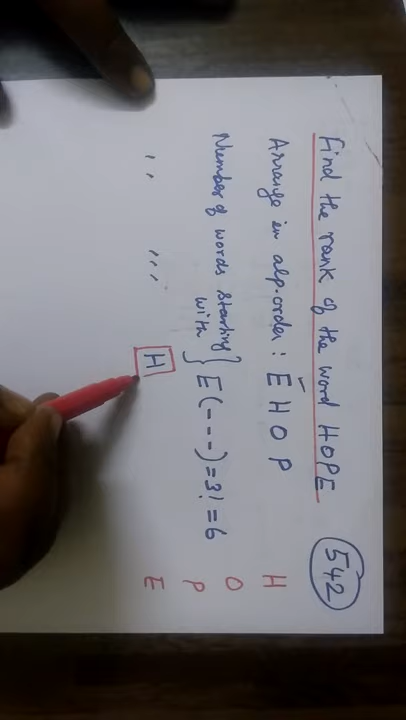 Find the rank of the word HOPE
542
Arrange in alp.order : E H O P
Number of words starting with } E(---)=3!=6
,, ,,, H
H
O
P
E